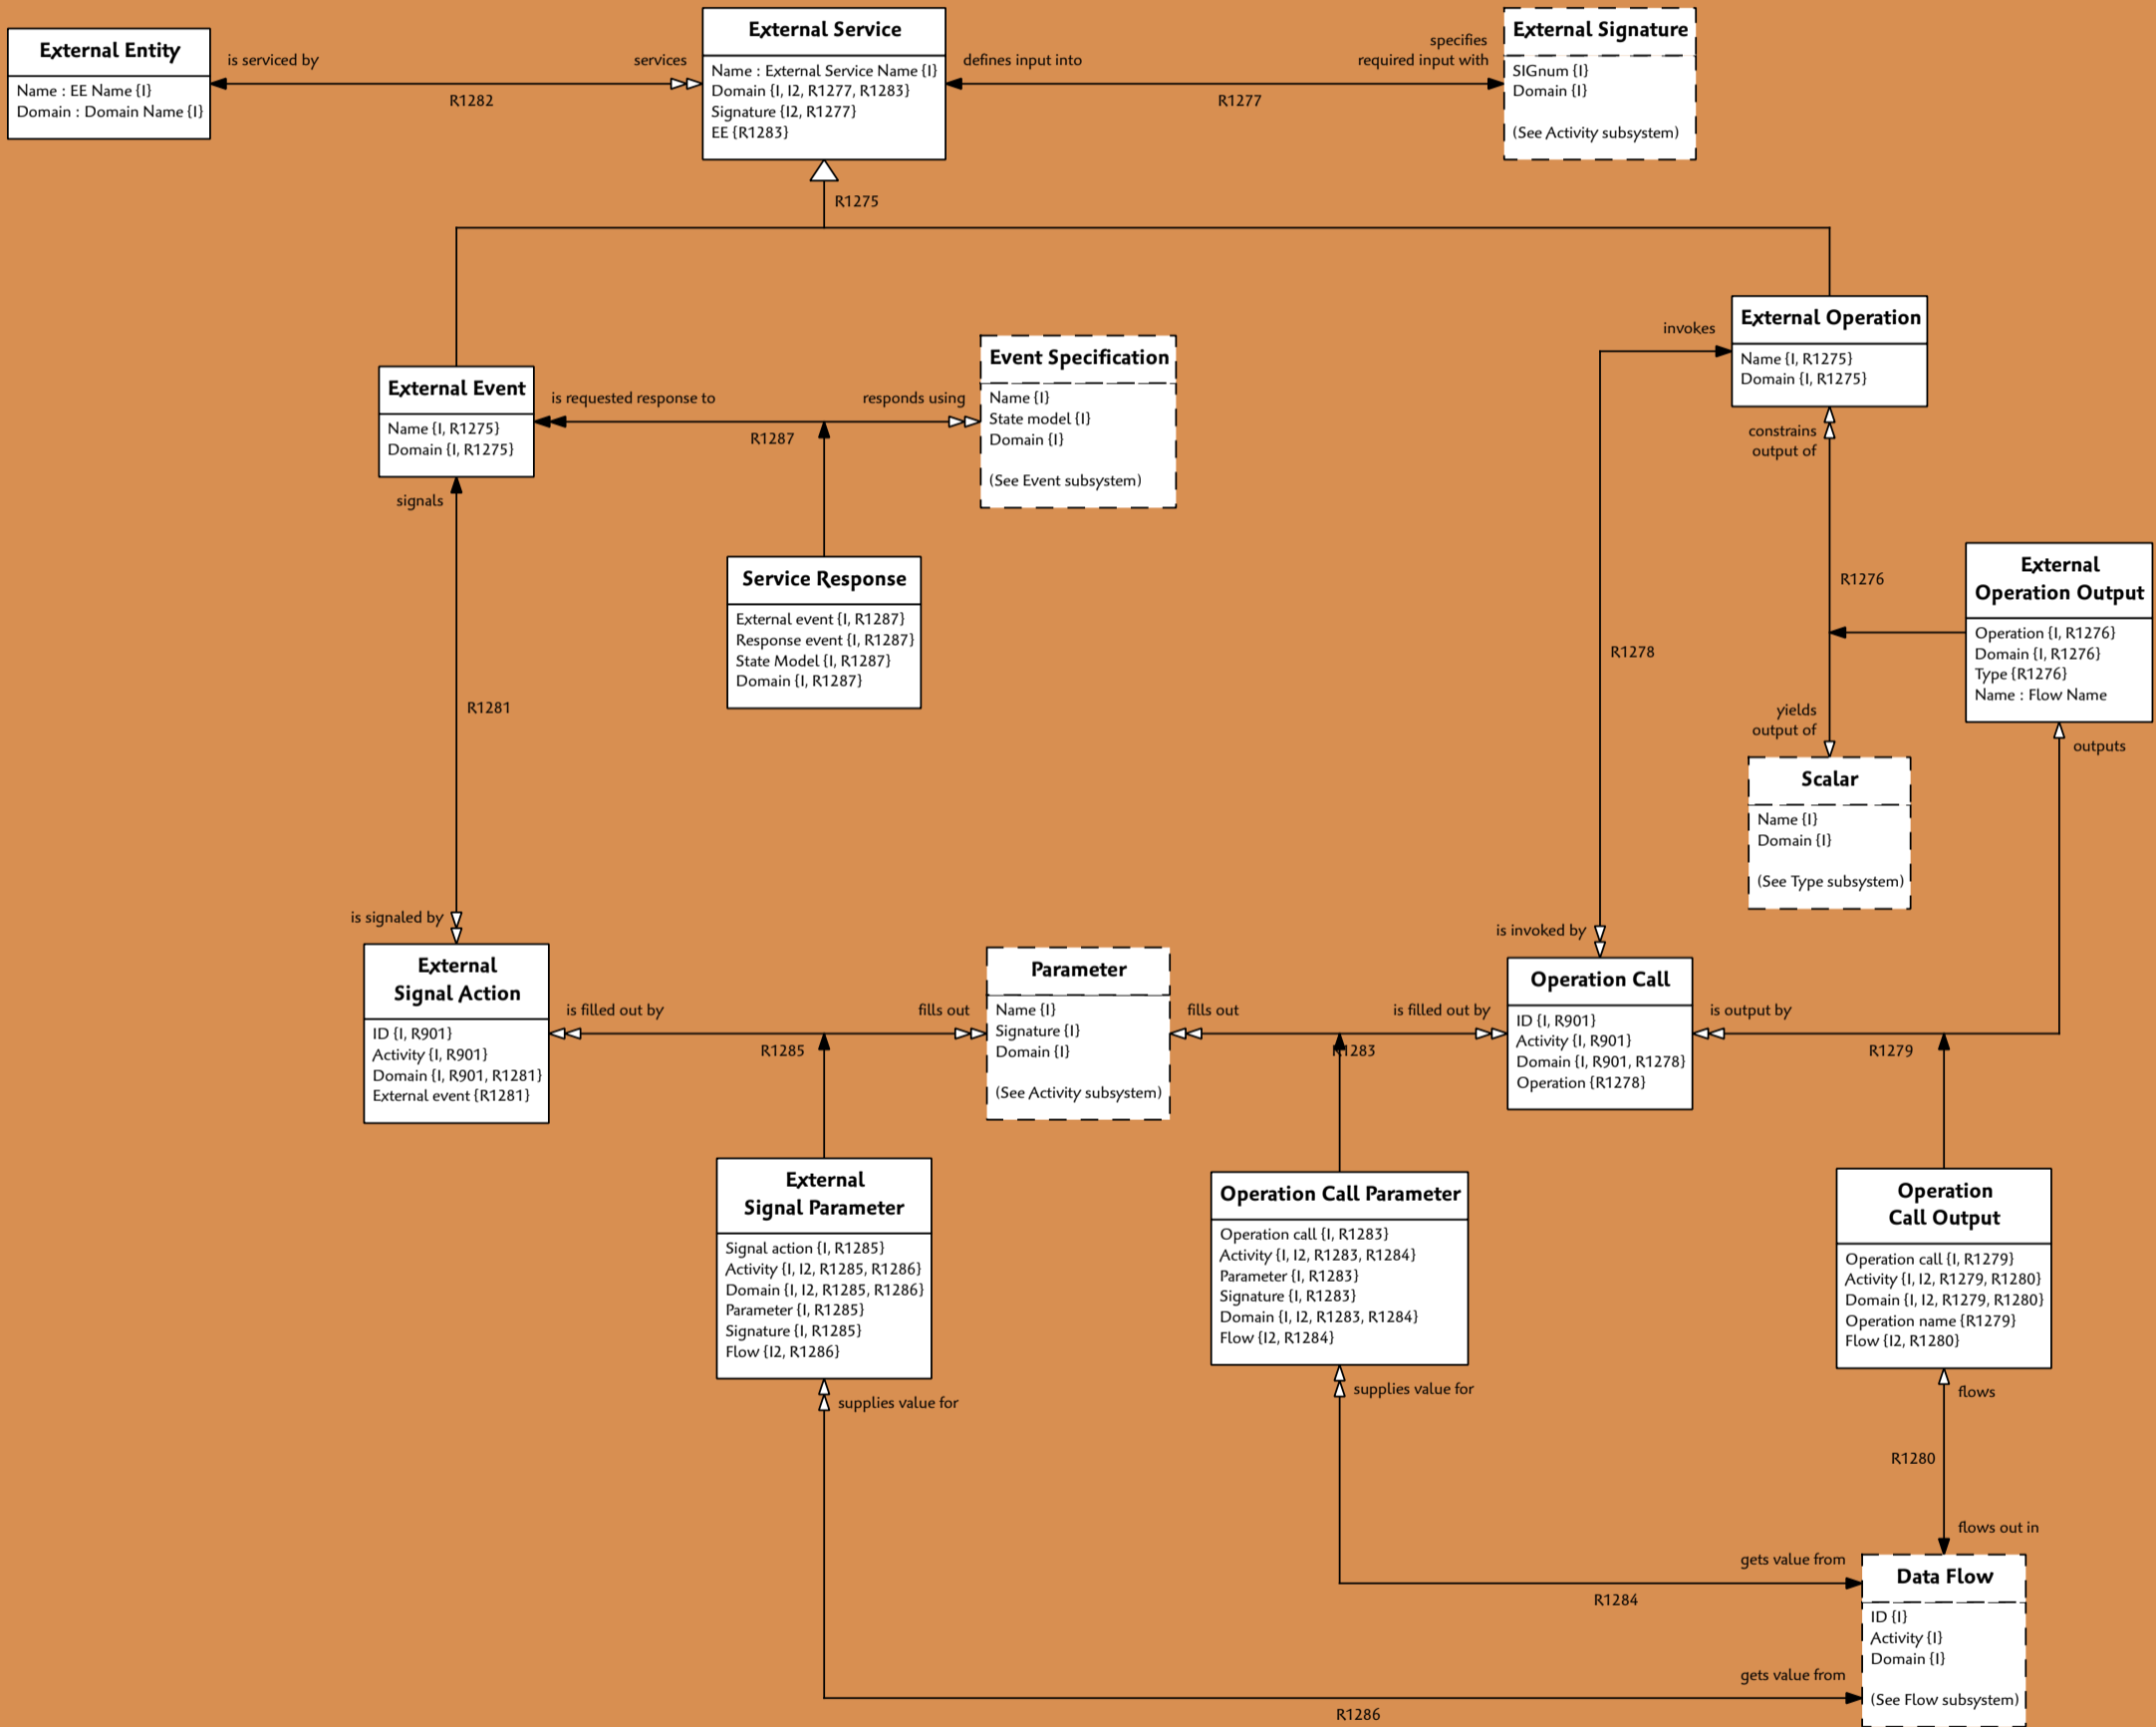 External Entity
Name : EE Name {I}
Domain : Domain Name {I}
is serviced by
services
R1282
External Service
Name : External Service Name {I}
Domain {I, I2, R1277, R1283}
Signature {I2, R1277}
EE {R1283}
defines input into
specifies
required input with
R1277
External Signature
SIGnum {I}
Domain {I}
(See Activity subsystem)
R1275
External Event
Name {I, R1275}
Domain {I, R1275}
is requested response to
responds using
R1287
Event Specification
Name {I}
State model {I}
Domain {I}
(See Event subsystem)
invokes
External Operation
Name {I, R1275}
Domain {I, R1275}
signals
constrains
output of
Service Response
External event {I, R1287}
Response event {I, R1287}
State Model {I, R1287}
Domain {I, R1287}
R1276
External
Operation Output
Operation {I, R1276}
Domain {I, R1276}
Type {R1276}
Name : Flow Name
R1278
R1281
yields
output of
outputs
Scalar
Name {I}
Domain {I}
(See Type subsystem)
is signaled by
is invoked by
External
Signal Action
ID {I, R901}
Activity {I, R901}
Domain {I, R901, R1281}
External event {R1281}
is filled out by
fills out
R1285
Parameter
Name {I}
Signature {I}
Domain {I}
(See Activity subsystem)
fills out
is filled out by
R1283
Operation Call
ID {I, R901}
Activity {I, R901}
Domain {I, R901, R1278}
Operation {R1278}
is output by
R1279
External
Signal Parameter
Signal action {I, R1285}
Activity {I, I2, R1285, R1286}
Domain {I, I2, R1285, R1286}
Parameter {I, R1285}
Signature {I, R1285}
Flow {I2, R1286}
Operation Call Parameter
Operation call {I, R1283}
Activity {I, I2, R1283, R1284}
Parameter {I, R1283}
Signature {I, R1283}
Domain {I, I2, R1283, R1284}
Flow {I2, R1284}
Operation
Call Output
Operation call {I, R1279}
Activity {I, I2, R1279, R1280}
Domain {I, I2, R1279, R1280}
Operation name {R1279}
Flow {I2, R1280}
supplies value for
supplies value for
flows
R1280
flows out in
gets value from
R1284
Data Flow
ID {I}
Activity {I}
Domain {I}
(See Flow subsystem)
gets value from
R1286